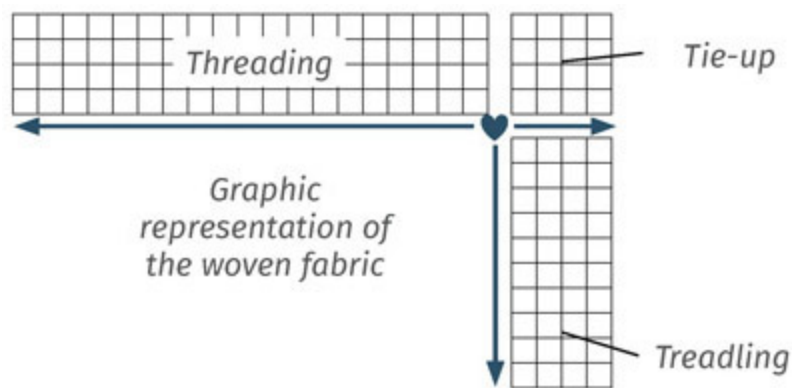 Threading
Tie-up
Graphic
representation of
the woven fabric
Treadling